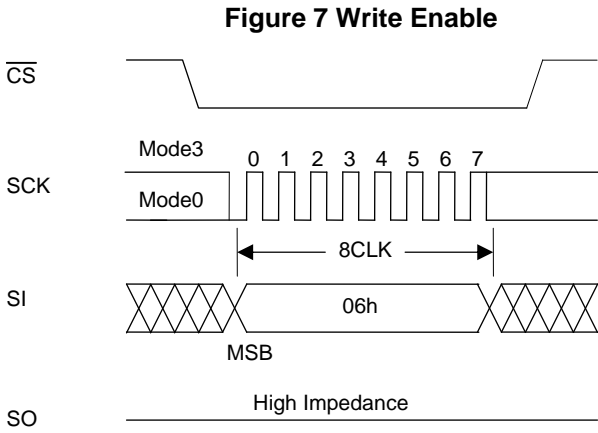 Figure 7 Write Enable
CS
Mode3
0 1 2 3 4 5 6 7
SCK
Mode0
8CLK
SI
06h
MSB
High Impedance
SO